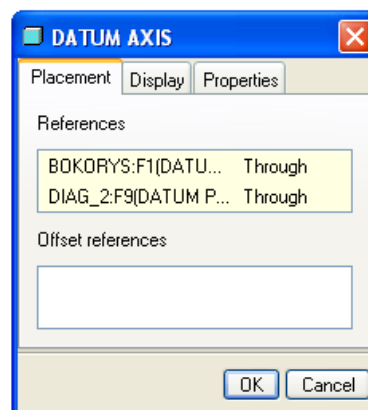 DATUM AXIS
Placement Display Properties
References
BOKORYS:F1(DATU... Through
DIAG_2:F9(DATUM P... Through
Offset references
OK Cancel